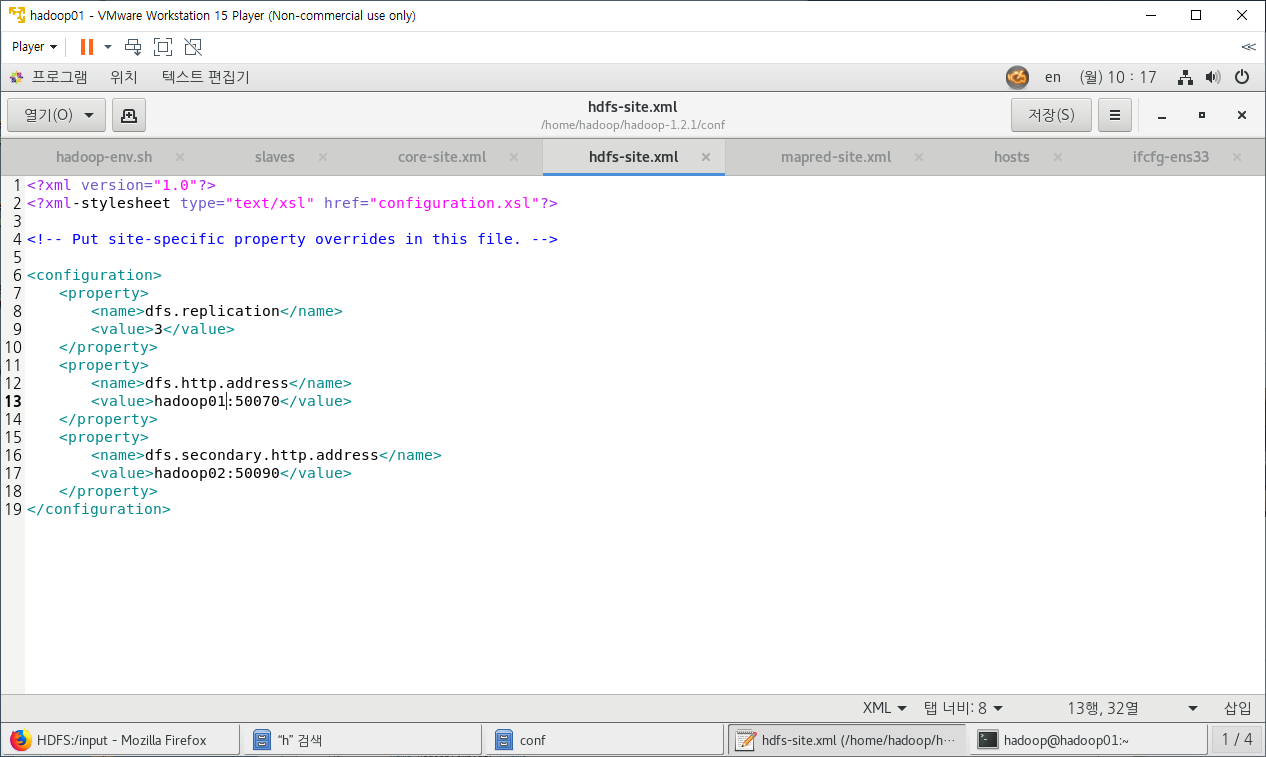 hadoop01 - VMware Workstation 15 Player (Non-commercial use only)
Player
프로그램 위치 텍스트 편집기 en (월) 10 : 17
열기(O) hdfs-site.xml 저장(S)
/home/hadoop/hadoop-1.2.1/conf
hadoop-env.sh slaves core-site.xml hdfs-site.xml mapred-site.xml hosts ifcfg-ens33
1 <?xml version="1.0"?>
2 <?xml-stylesheet type="text/xsl" href="configuration.xsl"?>
3
4 <!-- Put site-specific property overrides in this file. -->
5
6 <configuration>
7 <property>
8 <name>dfs.replication</name>
9 <value>3</value>
10 </property>
11 <property>
12 <name>dfs.http.address</name>
13 <value>hadoop01:50070</value>
14 </property>
15 <property>
16 <name>dfs.secondary.http.address</name>
17 <value>hadoop02:50090</value>
18 </property>
19 </configuration>
XML 탭 너비: 8 13행, 32열 삽입
HDFS:/input - Mozilla Firefox “h” 검색 conf hdfs-site.xml (/home/hadoop/h··· hadoop@hadoop01:~ 1 / 4